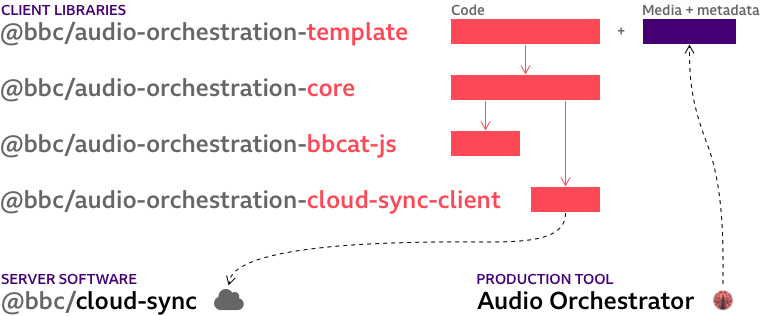 CLIENT LIBRARIES
Code
Media + metadata
@bbc/audio-orchestration-template
+
@bbc/audio-orchestration-core
@bbc/audio-orchestration-bbcat-js
@bbc/audio-orchestration-cloud-sync-client
SERVER SOFTWARE
PRODUCTION TOOL
@bbc/cloud-sync
Audio Orchestrator